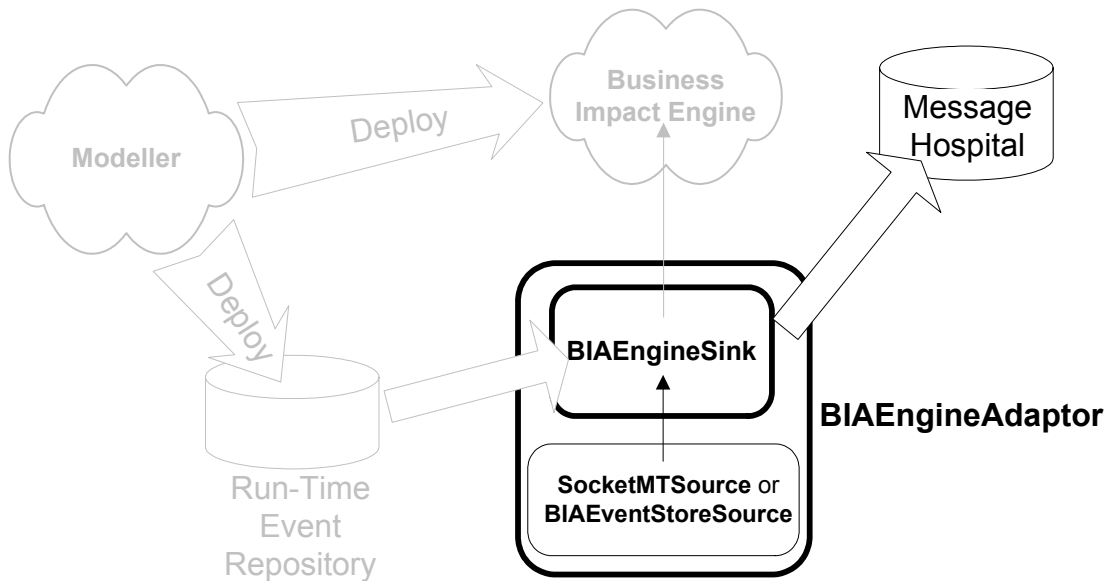 Business
Impact Engine
Deploy
Modeller
Message
Hospital
Deploy
BIAEngineSink
BIAEngineAdaptor
SocketMTSource or
BIAEventStoreSource
Run-Time
Event
Repository